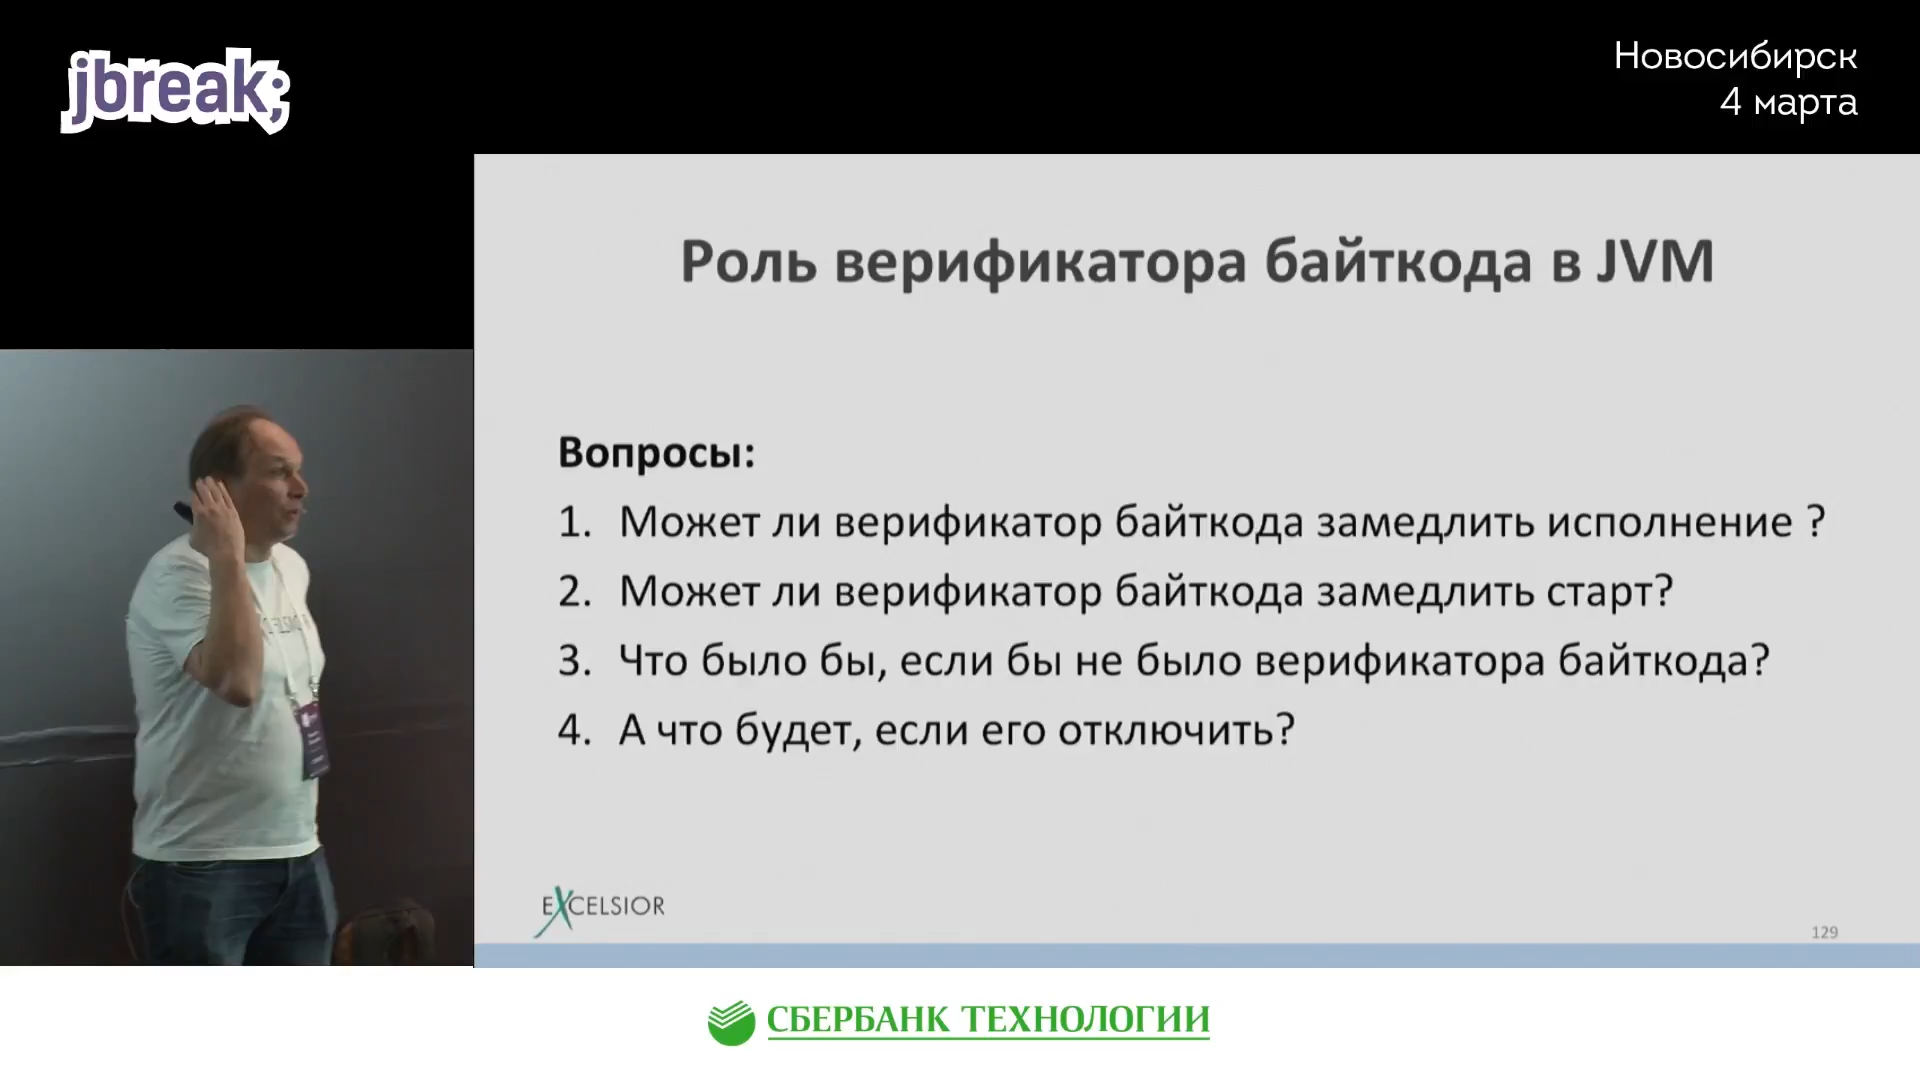 jbreak;
Новосибирск
4 марта
Роль верификатора байткода в JVM
Вопросы:
1. Может ли верификатор байткода замедлить исполнение ?
2. Может ли верификатор байткода замедлить старт?
3. Что было бы, если бы не было верификатора байткода?
4. А что будет, если его отключить?
EXCELSIOR
129
СБЕРБАНК ТЕХНОЛОГИИ